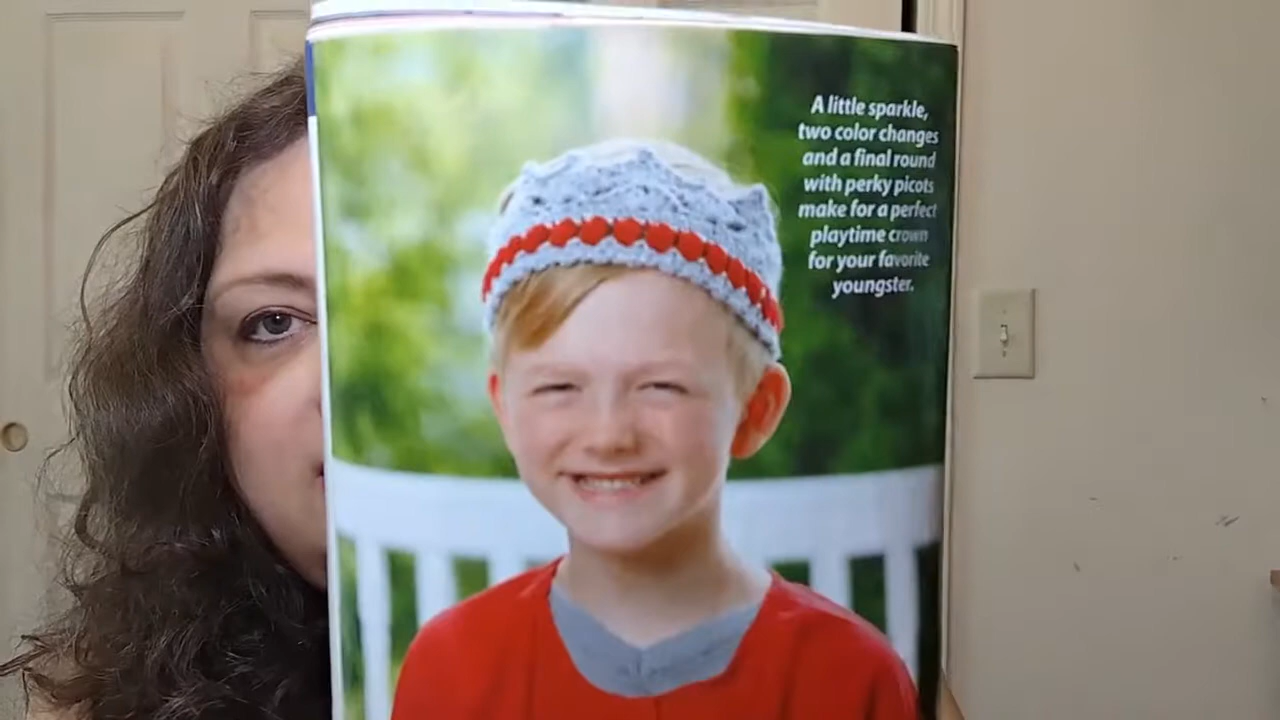 A little sparkle,
two color changes
and a final round
with perky picots
make for a perfect
playtime crown
for your favorite
youngster.